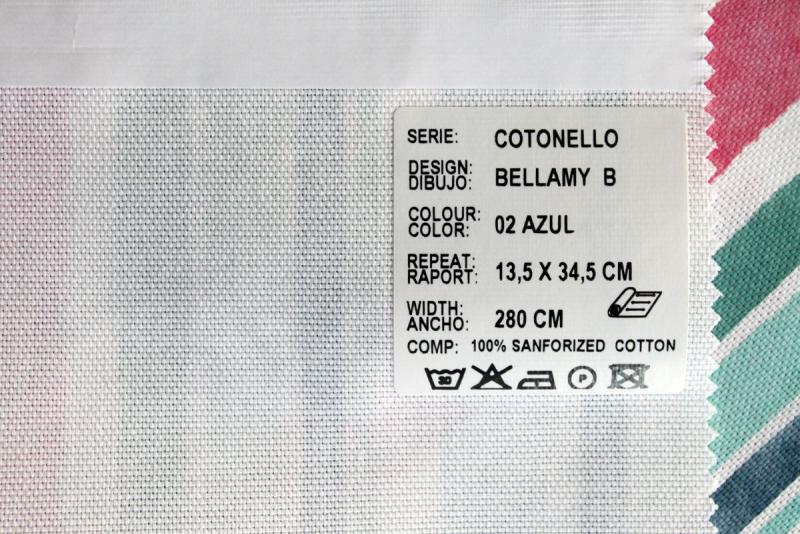 SERIE: COTONELLO
DESIGN:
DIBUJO: BELLAMY B
COLOUR:
COLOR: 02 AZUL
REPEAT:
RAPORT: 13,5 X 34,5 CM
WIDTH:
ANCHO: 280 CM
COMP: 100% SANFORIZED COTTON
30 P